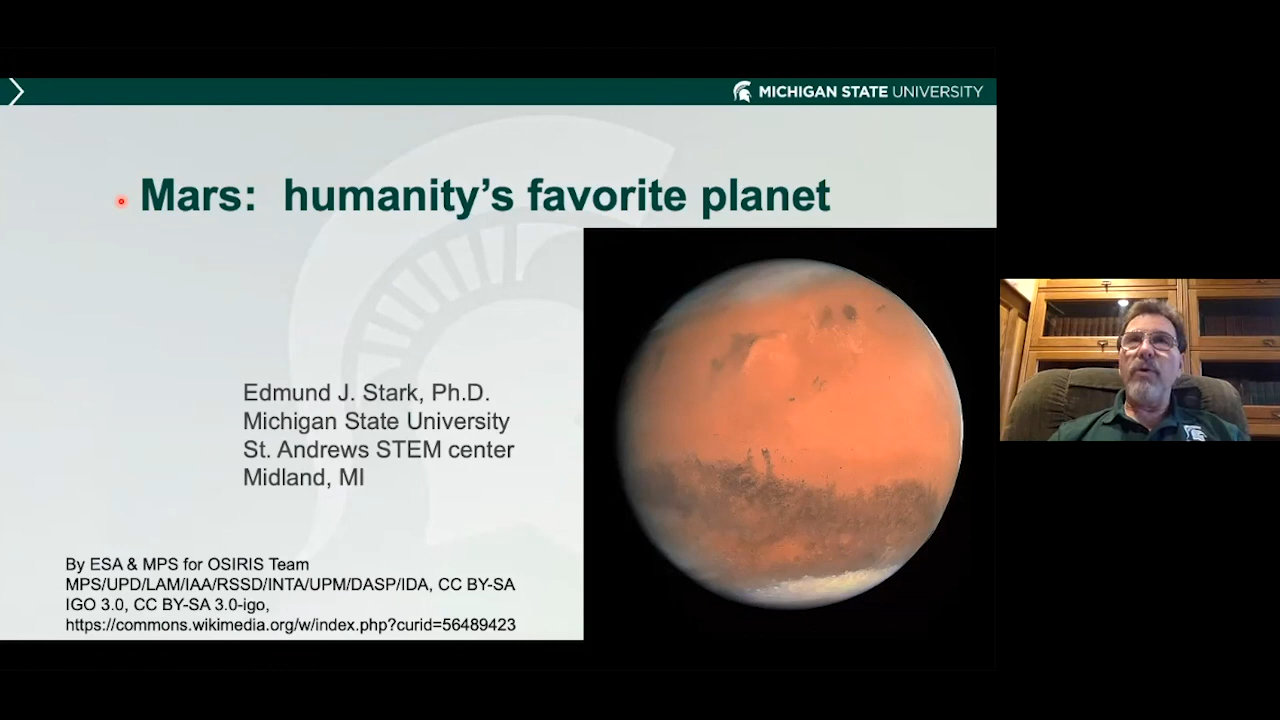 MICHIGAN STATE UNIVERSITY
Mars: humanity's favorite planet
Edmund J. Stark, Ph.D.
Michigan State University
St. Andrews STEM center
Midland, MI
By ESA & MPS for OSIRIS Team
MPS/UPD/LAM/IAA/RSSD/INTA/UPM/DASP/IDA, CC BY-SA
IGO 3.0, CC BY-SA 3.0-igo,
https://commons.wikimedia.org/w/index.php?curid=56489423